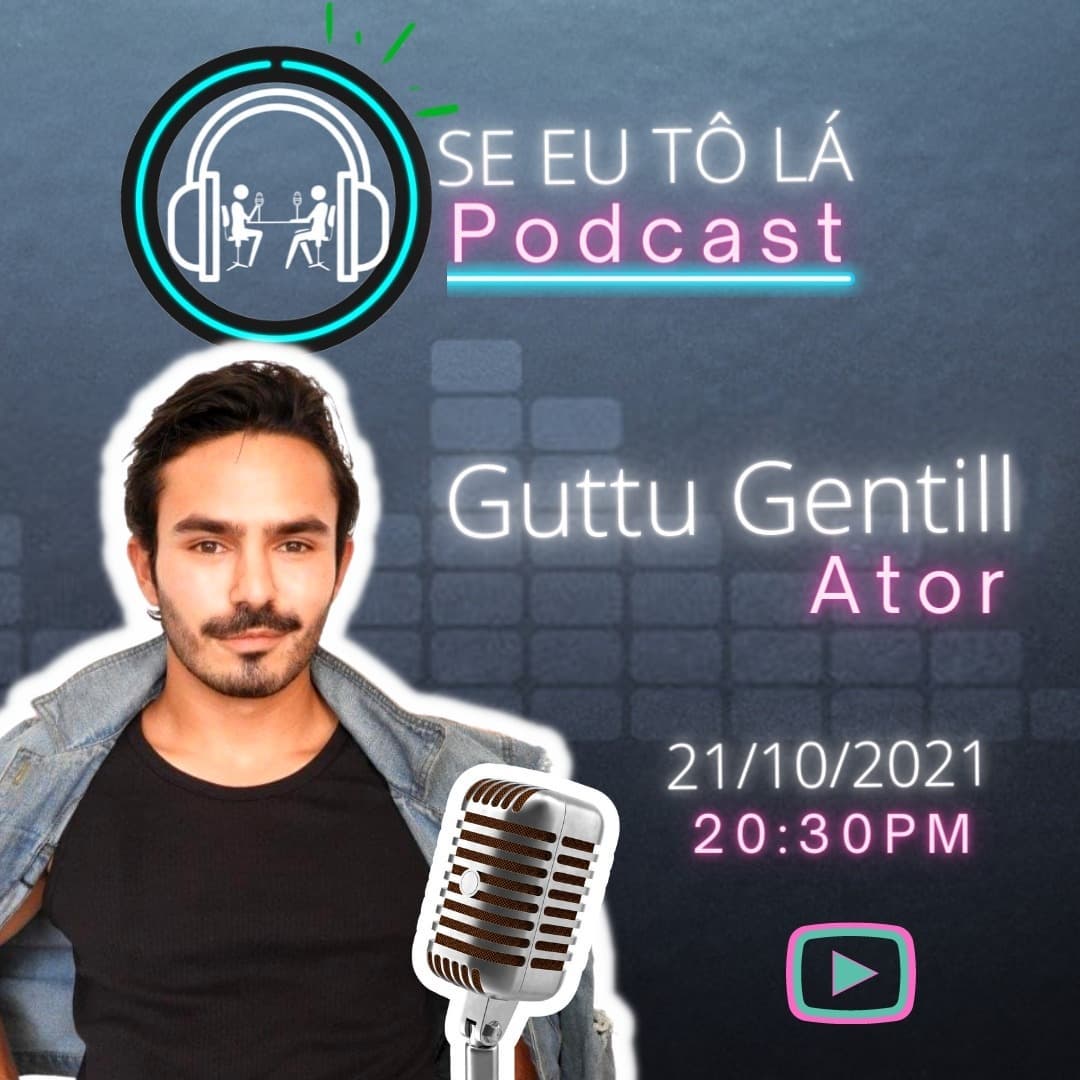 SE EU TÔ LÁ
Podcast
Guttu Gentill
Ator
21/10/2021
20:30PM